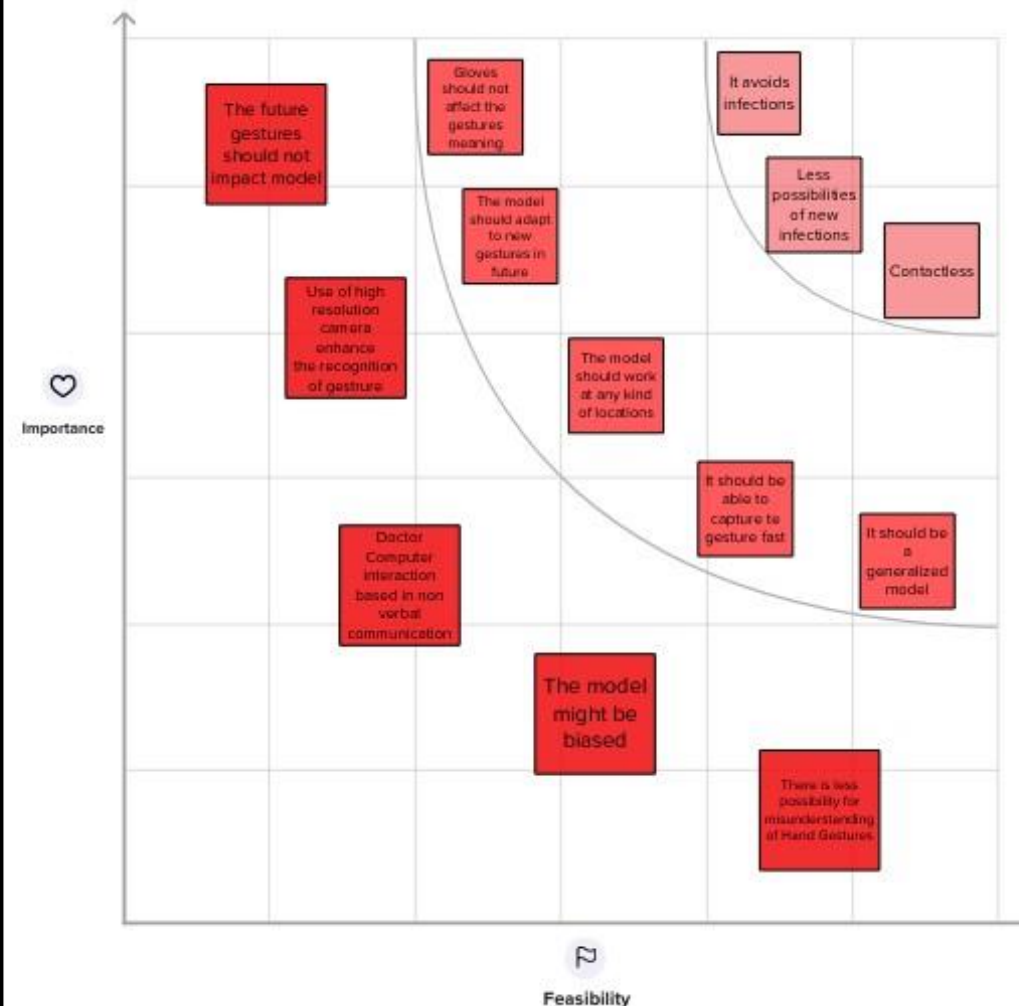 The future
gestures
should not
impact model
Gloves
should not
affect the
gestures
meaning
It avoids
infections
Less
possibilities
of new
infections
The model
should adapt
to new
gestures in
future
Contactless
Use of high
resolution
camera
enhance
the recognition
of gestrure
The model
should work
at any kind
of locations
Importance
It should be
able to
capture te
gesture fast
It should be
a
generalized
model
Doctor
Computer
interaction
based in non
verbal
communication
The model
might be
biased
There is less
possibility for
misunderstanding
of Hand Gestures
Feasibility